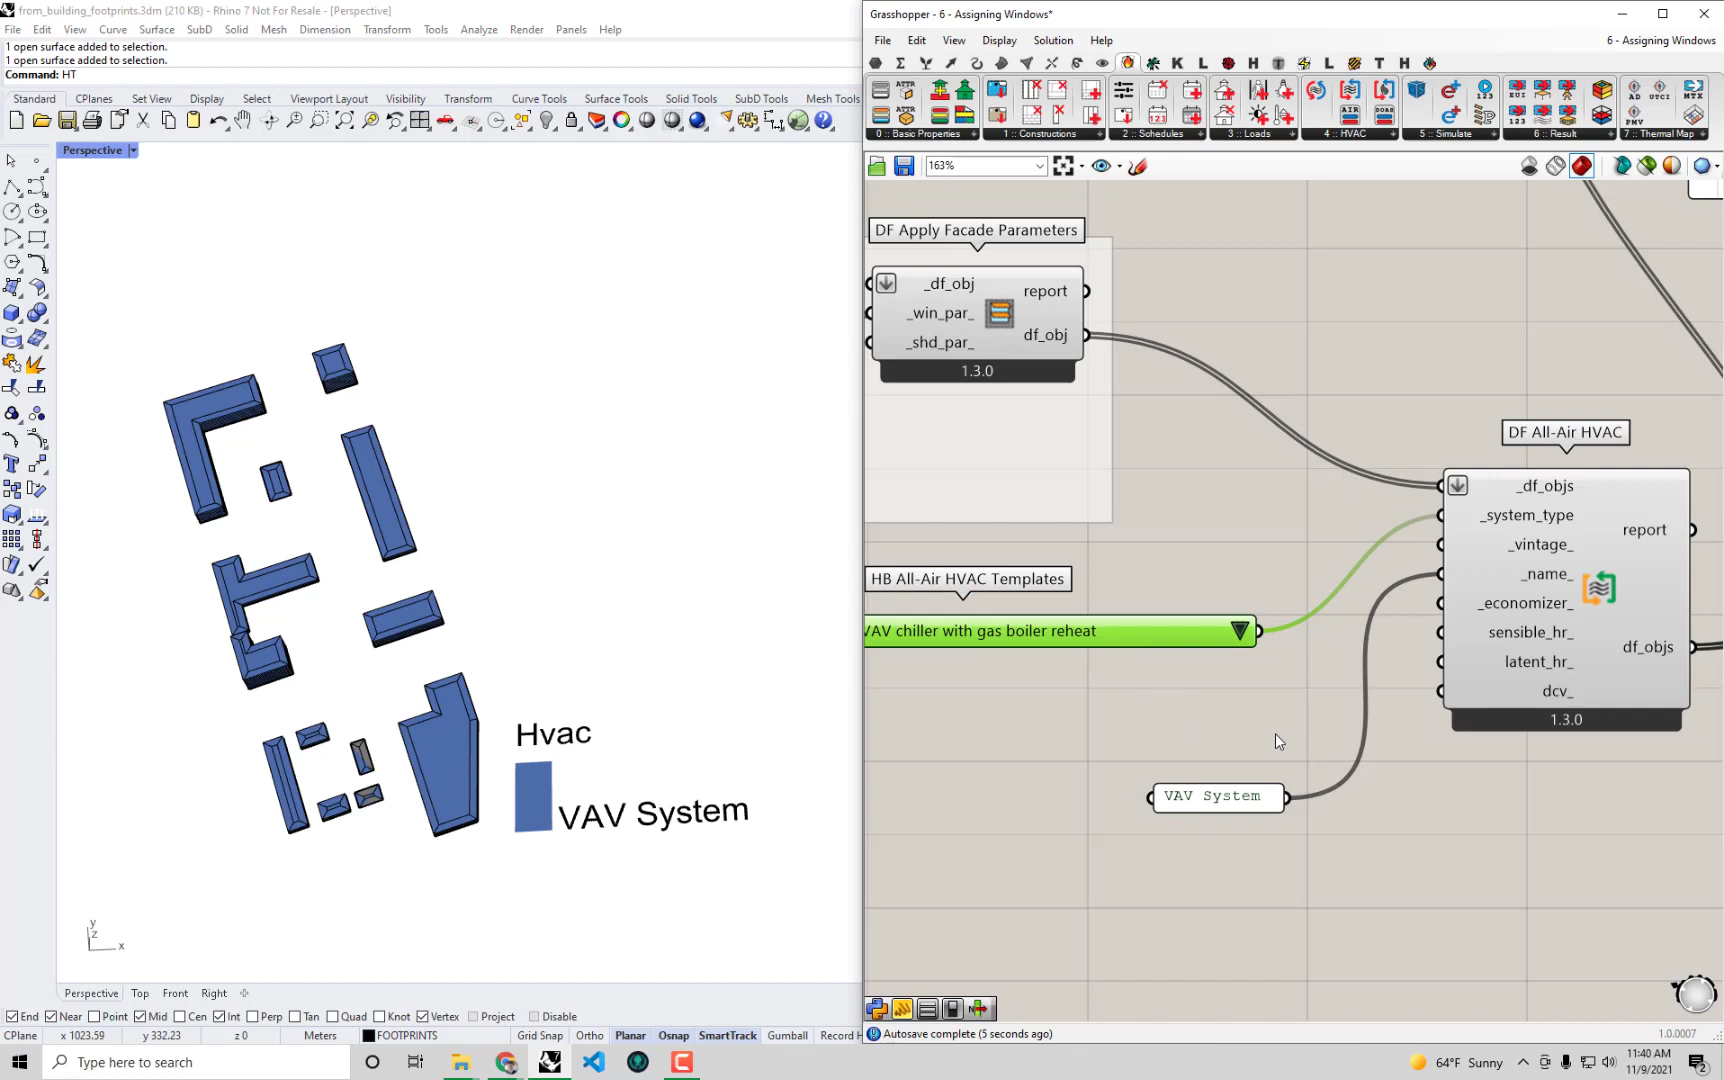 from_building_footprints.3dm (210 KB) - Rhino 7 Not For Resale - [Perspective]
File Edit View Curve Surface SubD Solid Mesh Dimension Transform Tools Analyze Render Panels Help
1 open surface added to selection.
1 open surface added to selection.
Command: HT
Standard CPlanes Set View Display Select Viewport Layout Visibility Transform Curve Tools Surface Tools Solid Tools SubD Tools Mesh Tools
Perspective
Hvac
VAV System
y
z
x
Perspective Top Front Right
End Near Point Mid Cen Int Perp Tan Quad Knot Vertex Project Disable
CPlane x 1023.59 y 332.23 z 0 Meters FOOTPRINTS Grid Snap Ortho Planar Osnap SmartTrack Gumball Record H
Grasshopper - 6 - Assigning Windows*
File Edit View Display Solution Help
6 - Assigning Windows
K L H T L T H
0 :: Basic Properties 1 :: Constructions 2 :: Schedules 3 :: Loads 4 :: HVAC 5 :: Simulate 6 :: Result 7 :: Thermal Map
163%
DF Apply Facade Parameters
_df_obj
_win_par_
_shd_par_
report
df_obj
1.3.0
HB All-Air HVAC Templates
VAV chiller with gas boiler reheat
VAV System
DF All-Air HVAC
_df_objs
_system_type
_vintage_
_name_
_economizer_
sensible_hr_
latent_hr_
dcv_
report
df_objs
1.3.0
Autosave complete (5 seconds ago)
1.0.0007
Type here to search
64°F Sunny
11:40 AM
11/9/2021
2